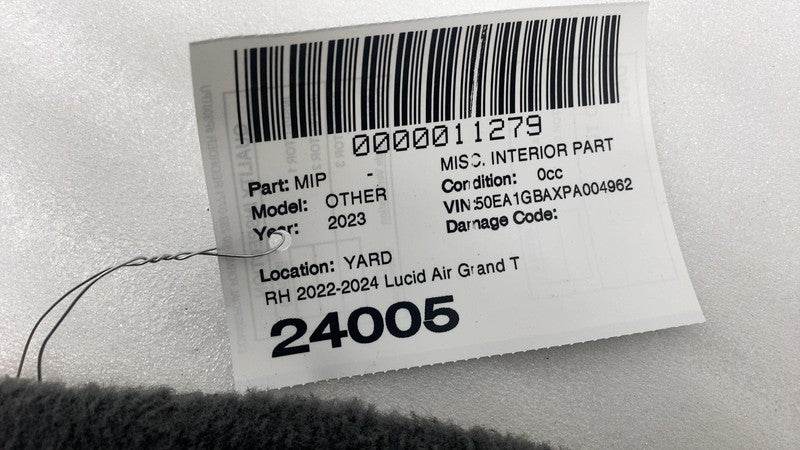 0000011279
Part: MIP - MISC. INTERIOR PART
Model: OTHER Condition: 0cc
Year: 2023 VIN:50EA1GBAXPA004962
Damage Code:
Location: YARD
RH 2022-2024 Lucid Air Grand T
24005